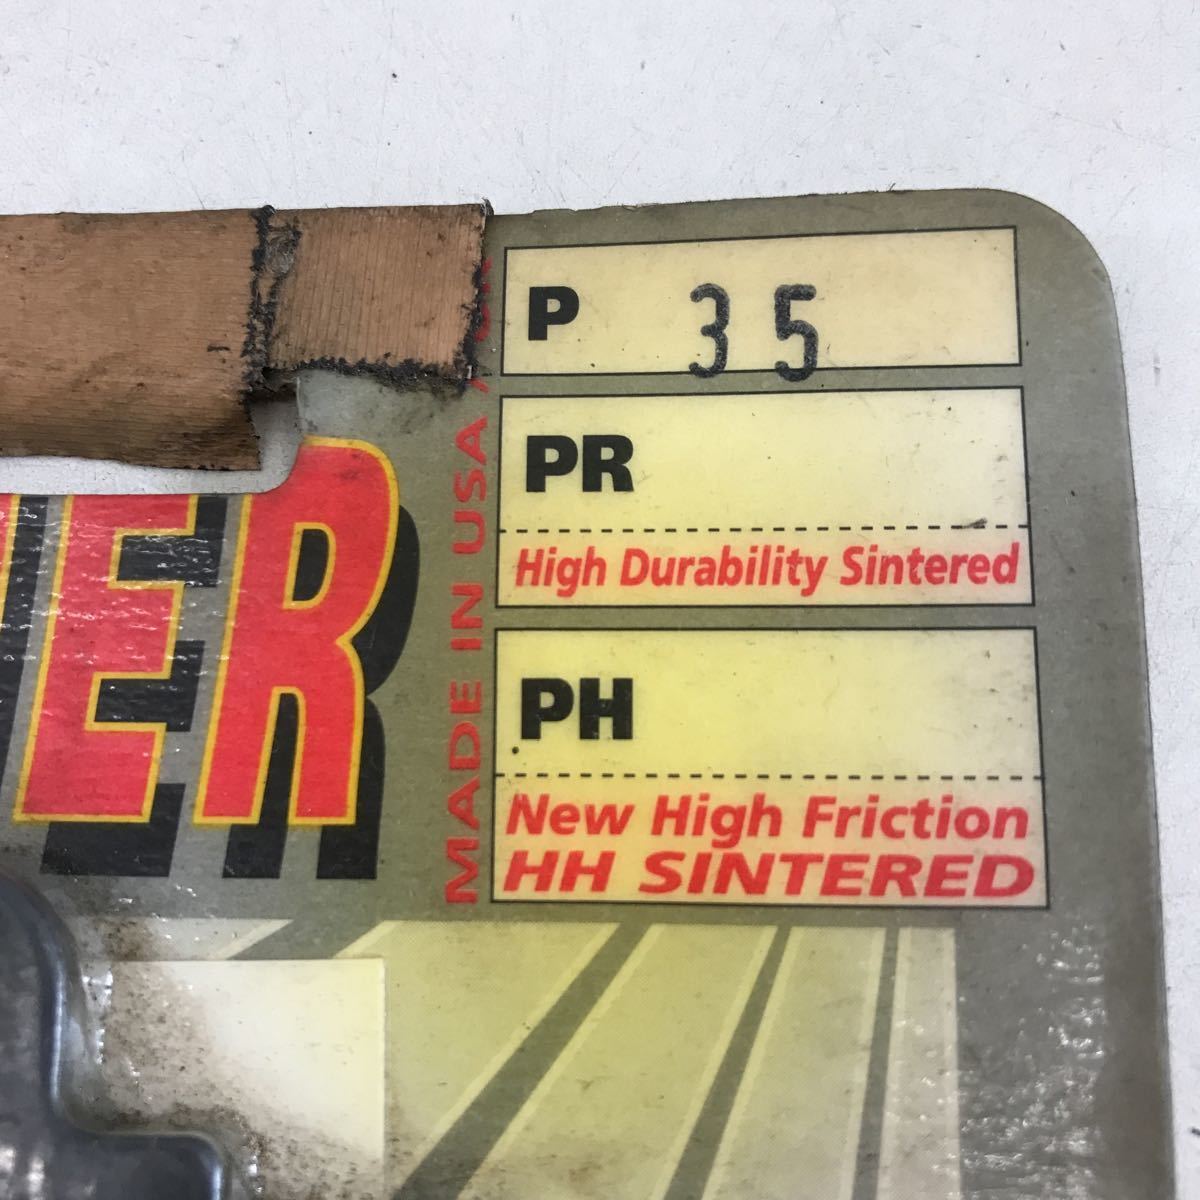 P 35
PR
High Durability Sintered
PH
New High Friction
HH SINTERED
MADE IN USA
ER